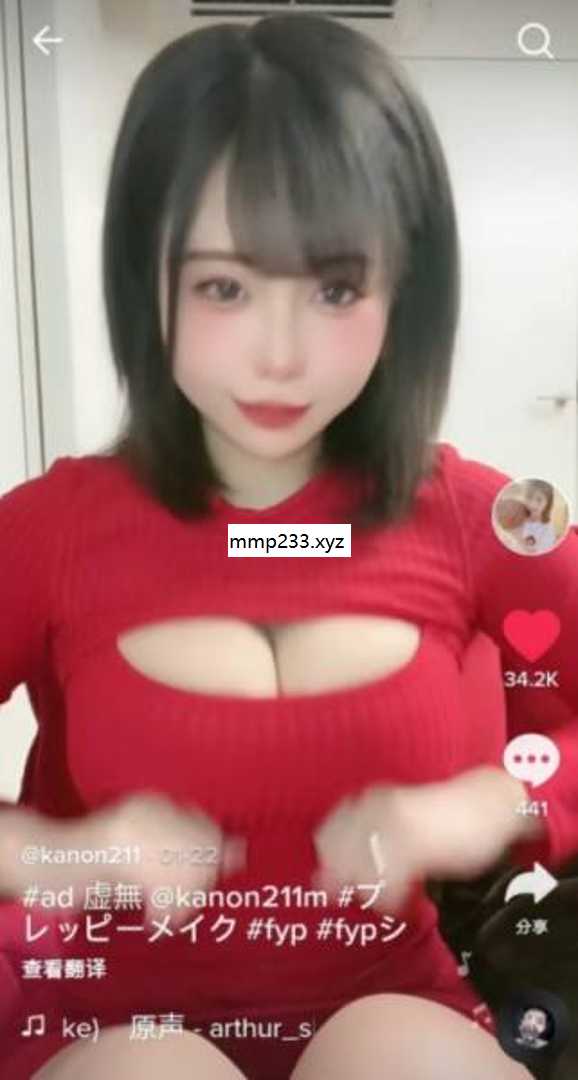 mmp233.xyz
34.2K
441
@kanon211 · 01-22
#ad 虚無 @kanon211m #プ
レッピーメイク #fyp #fypシ
分享
查看翻译
ke) 原声 - arthur_s